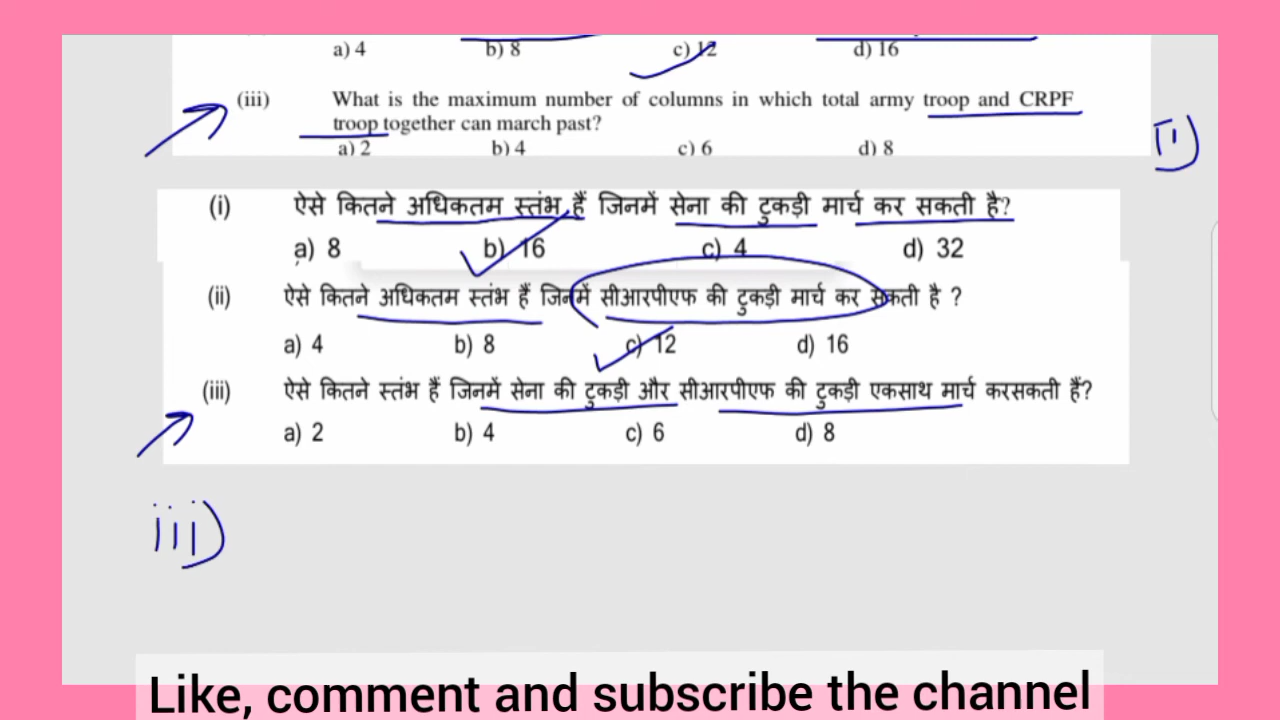 a) 4 b) 8 c) 12 d) 16
(iii) What is the maximum number of columns in which total army troop and CRPF
troop together can march past?
a) 2 b) 4 c) 6 d) 8
ii)
(i) ऐसे कितने अधिकतम स्तंभ हैं जिनमें सेना की टुकड़ी मार्च कर सकती है?
a) 8 b) 16 c) 4 d) 32
(ii) ऐसे कितने अधिकतम स्तंभ हैं जिनमें सीआरपीएफ की टुकड़ी मार्च कर सकती है ?
a) 4 b) 8 c) 12 d) 16
(iii) ऐसे कितने स्तंभ हैं जिनमें सेना की टुकड़ी और सीआरपीएफ की टुकड़ी एकसाथ मार्च करसकती हैं?
a) 2 b) 4 c) 6 d) 8
iii)
Like, comment and subscribe the channel